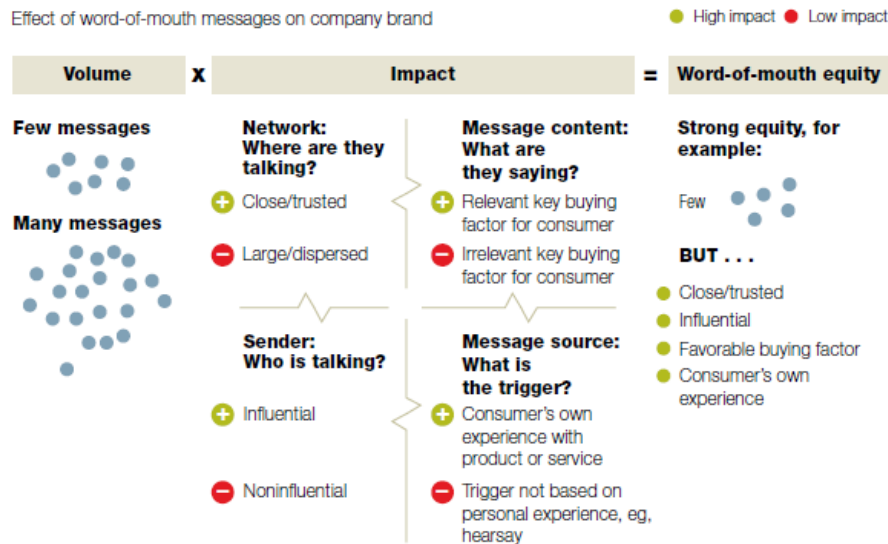 Effect of word-of-mouth messages on company brand
High impact
Low impact
Volume
x
Impact
=
Word-of-mouth equity
Few messages
Many messages
Network:
Where are they
talking?
+ Close/trusted
− Large/dispersed
Message content:
What are
they saying?
+ Relevant key buying
factor for consumer
− Irrelevant key buying
factor for consumer
Sender:
Who is talking?
+ Influential
− Noninfluential
Message source:
What is
the trigger?
+ Consumer’s own
experience with
product or service
− Trigger not based on
personal experience, eg,
hearsay
Strong equity, for
example:
Few
BUT . . .
Close/trusted
Influential
Favorable buying factor
Consumer’s own
experience